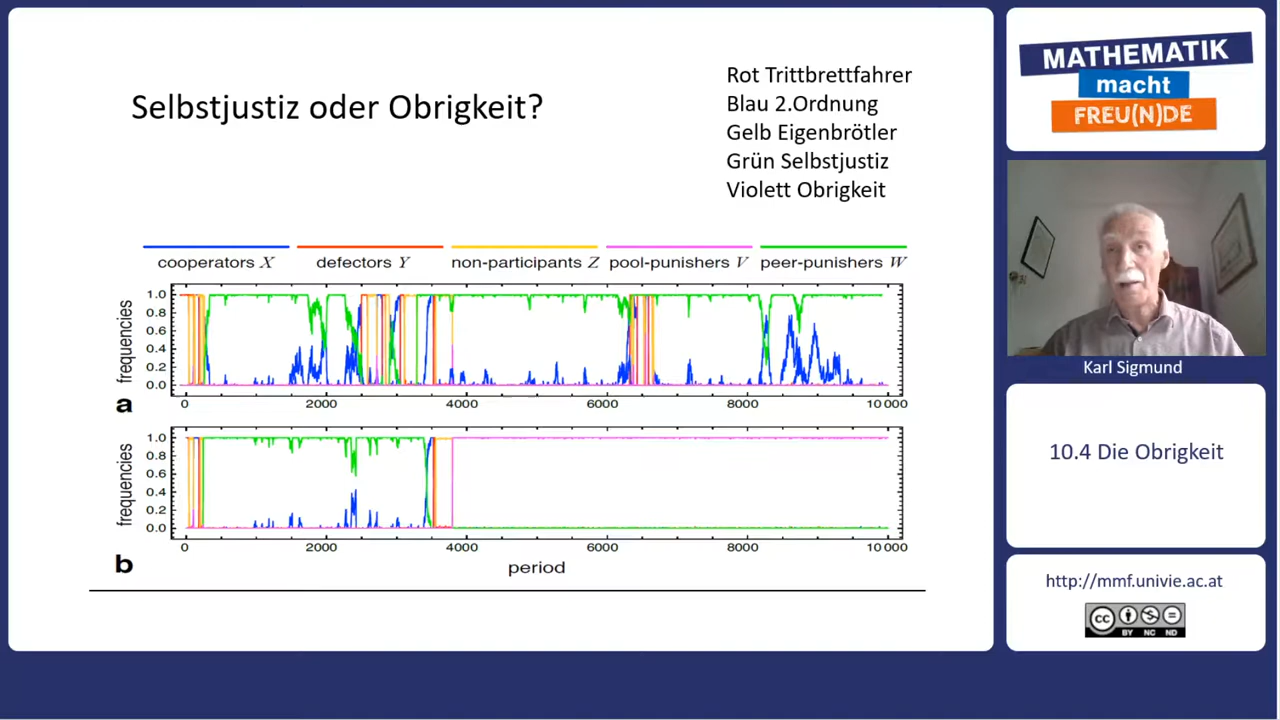 Selbstjustiz oder Obrigkeit?
Rot Trittbrettfahrer
Blau 2.Ordnung
Gelb Eigenbrötler
Grün Selbstjustiz
Violett Obrigkeit
cooperators X
defectors Y
non-participants Z
pool-punishers V
peer-punishers W
frequencies
1.0
0.8
0.6
0.4
0.2
0.0
a
0 2000 4000 6000 8000 10 000
frequencies
1.0
0.8
0.6
0.4
0.2
0.0
b
0 2000 4000 6000 8000 10 000
period
MATHEMATIK
macht
FREU(N)DE
Karl Sigmund
10.4 Die Obrigkeit
http://mmf.univie.ac.at
cc
BY NC ND